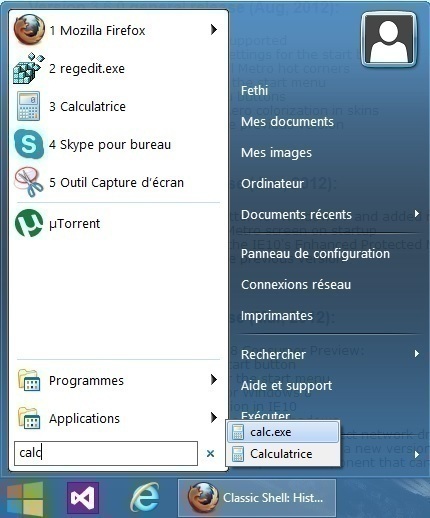 1 Mozilla Firefox
2 regedit.exe
3 Calculatrice
4 Skype pour bureau
5 Outil Capture d'écran
µTorrent
Programmes
Applications
calc
Fethi
Mes documents
Mes images
Ordinateur
Documents récents
Panneau de configuration
Connexions réseau
Imprimantes
Rechercher
Aide et support
Exécuter
calc.exe
Calculatrice
Classic Shell: Hist...